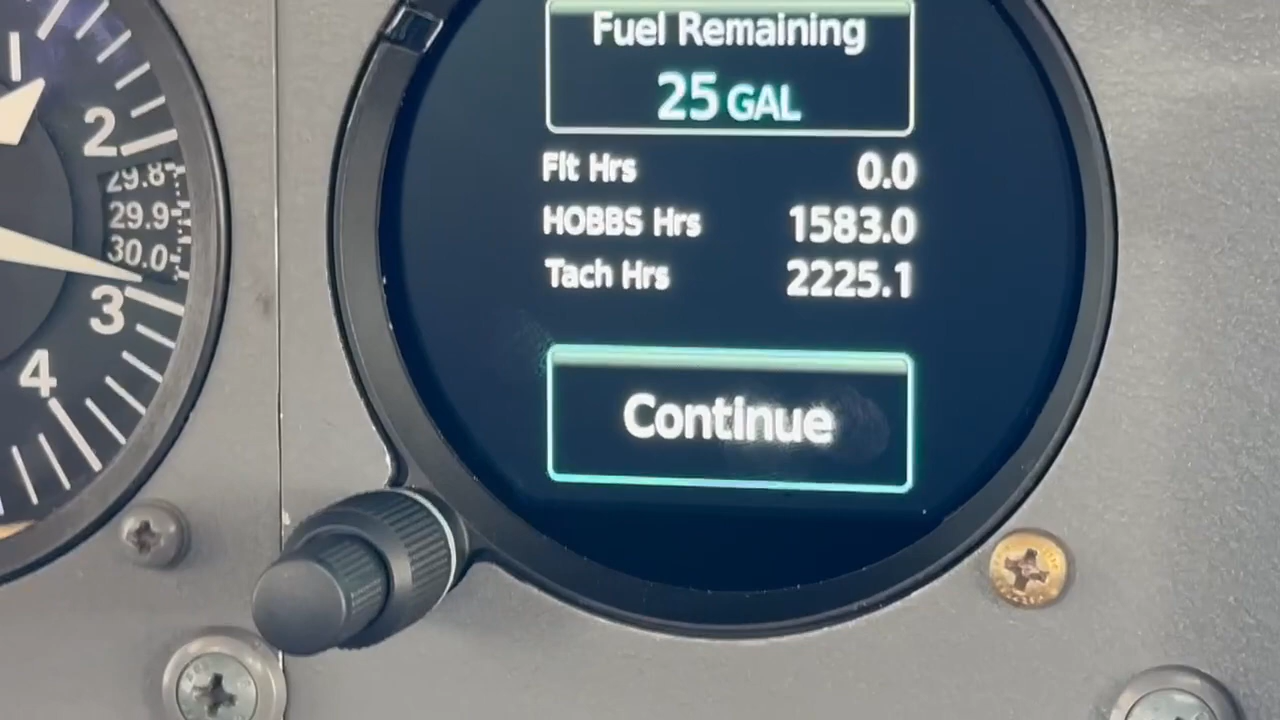 Fuel Remaining
25 GAL
Flt Hrs 0.0
HOBBS Hrs 1583.0
Tach Hrs 2225.1
Continue
2
29.8
29.9
30.0
3
4